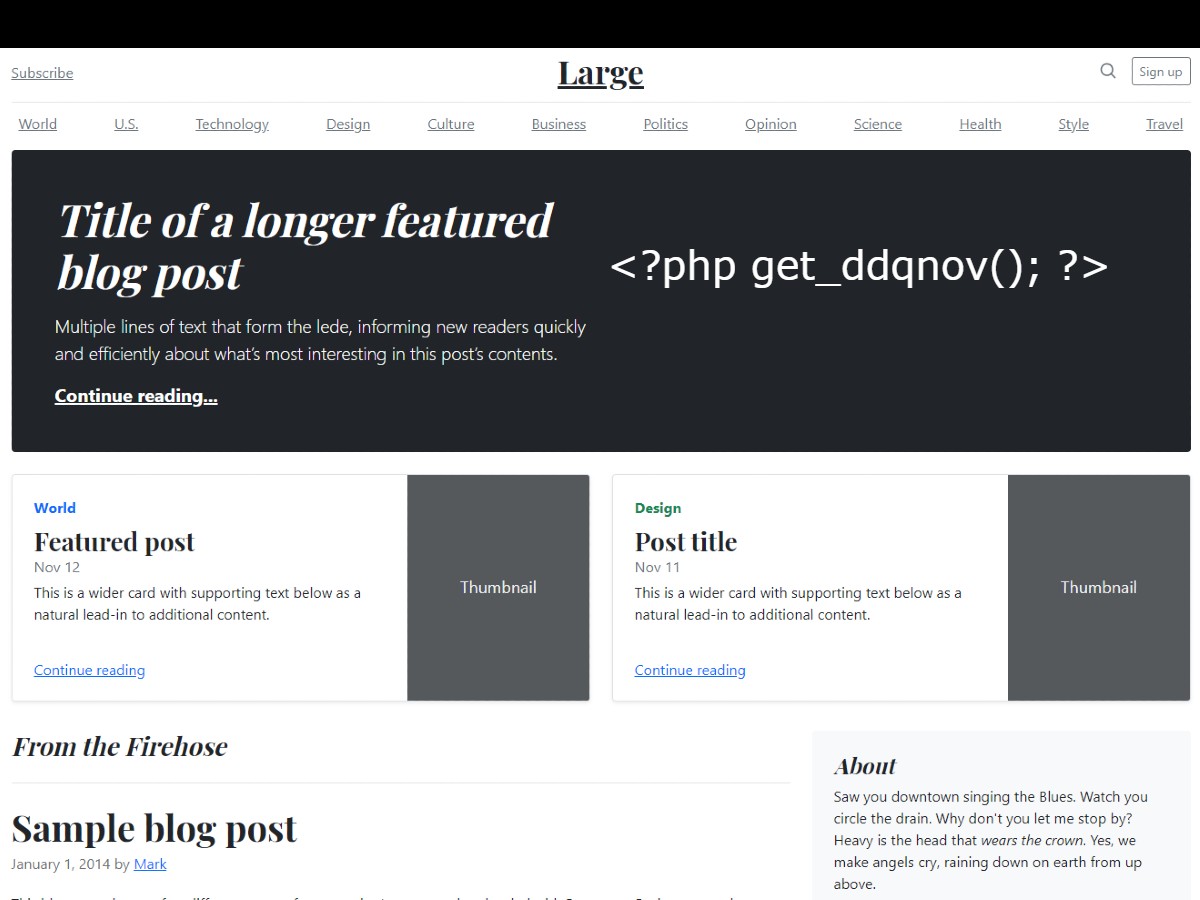 Subscribe
Large
Sign up
World
U.S.
Technology
Design
Culture
Business
Politics
Opinion
Science
Health
Style
Travel
Title of a longer featured
blog post
Multiple lines of text that form the lede, informing new readers quickly
and efficiently about what's most interesting in this post's contents.
Continue reading...
<?php get_ddqnov(); ?>
World
Featured post
Nov 12
This is a wider card with supporting text below as a
natural lead-in to additional content.
Continue reading
Thumbnail
Design
Post title
Nov 11
This is a wider card with supporting text below as a
natural lead-in to additional content.
Continue reading
Thumbnail
From the Firehose
Sample blog post
January 1, 2014 by Mark
About
Saw you downtown singing the Blues. Watch you
circle the drain. Why don't you let me stop by?
Heavy is the head that wears the crown. Yes, we
make angels cry, raining down on earth from up
above.